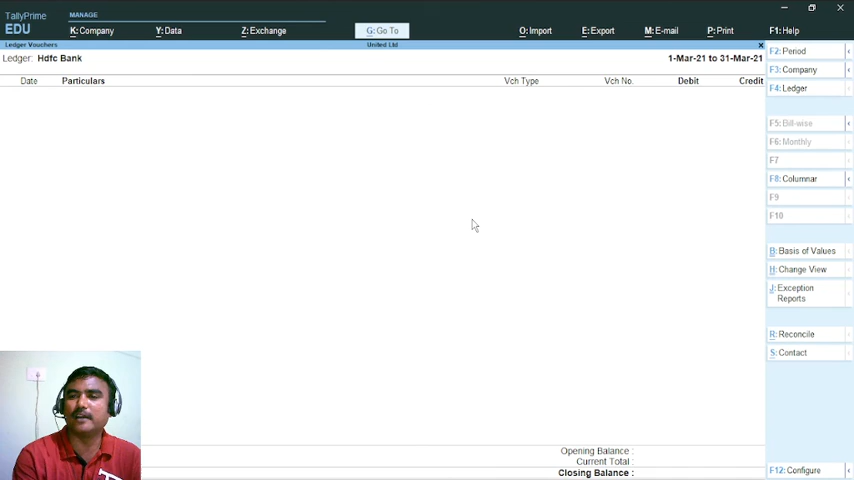 TallyPrime
EDU
MANAGE
K: Company
Y: Data
Z: Exchange
G: Go To
O: Import
E: Export
M: E-mail
P: Print
F1: Help
Ledger Vouchers
United Ltd
x
Ledger: Hdfc Bank
1-Mar-21 to 31-Mar-21
Date Particulars Vch Type Vch No. Debit Credit
Opening Balance :
Current Total :
Closing Balance :
F2: Period
F3: Company
F4: Ledger
F5: Bill-wise
F6: Monthly
F7
F8: Columnar
F9
F10
B: Basis of Values
H: Change View
J: Exception
Reports
R: Reconcile
S: Contact
F12: Configure